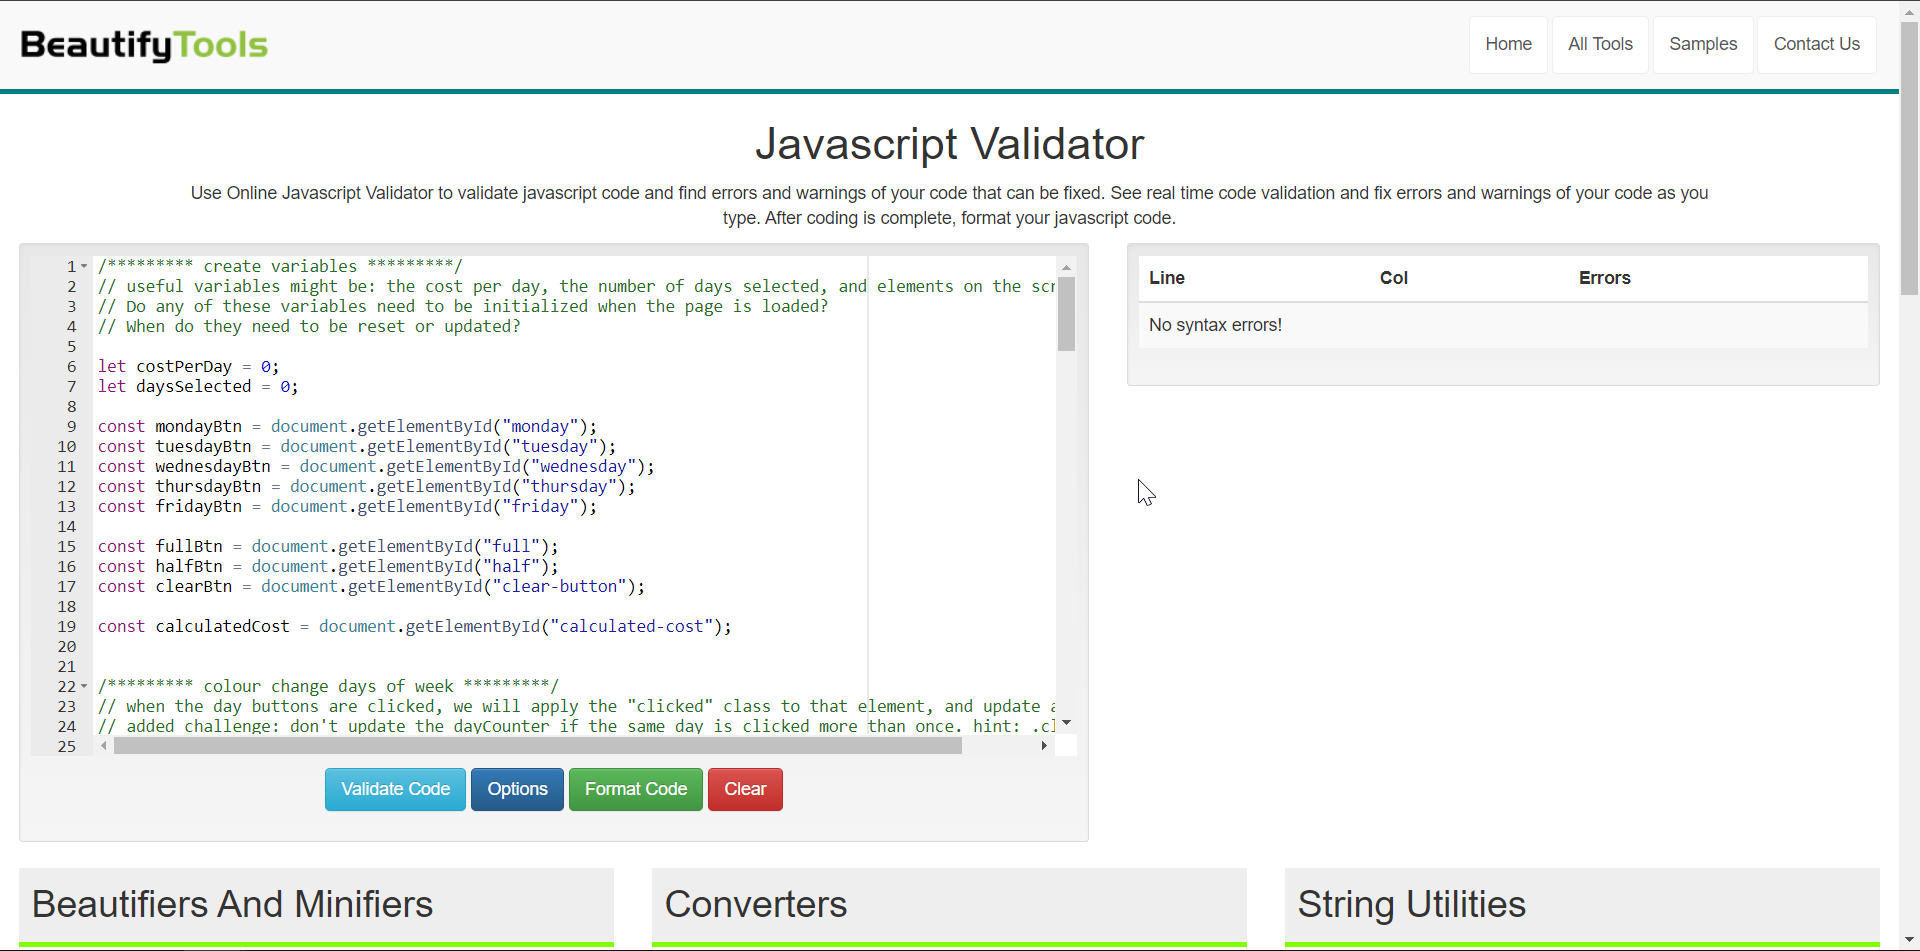 BeautifyTools
Home
All Tools
Samples
Contact Us
Javascript Validator
Use Online Javascript Validator to validate javascript code and find errors and warnings of your code that can be fixed. See real time code validation and fix errors and warnings of your code as you
type. After coding is complete, format your javascript code.
1 /********* create variables *********/
2 // useful variables might be: the cost per day, the number of days selected, and elements on the scr
3 // Do any of these variables need to be initialized when the page is loaded?
4 // When do they need to be reset or updated?
5
6 let costPerDay = 0;
7 let daysSelected = 0;
8
9 const mondayBtn = document.getElementById("monday");
10 const tuesdayBtn = document.getElementById("tuesday");
11 const wednesdayBtn = document.getElementById("wednesday");
12 const thursdayBtn = document.getElementById("thursday");
13 const fridayBtn = document.getElementById("friday");
14
15 const fullBtn = document.getElementById("full");
16 const halfBtn = document.getElementById("half");
17 const clearBtn = document.getElementById("clear-button");
18
19 const calculatedCost = document.getElementById("calculated-cost");
20
21
22 /********* colour change days of week *********/
23 // when the day buttons are clicked, we will apply the "clicked" class to that element, and update a
24 // added challenge: don't update the dayCounter if the same day is clicked more than once. hint: .cl
25
Validate Code
Options
Format Code
Clear
Line Col Errors
No syntax errors!
Beautifiers And Minifiers
Converters
String Utilities